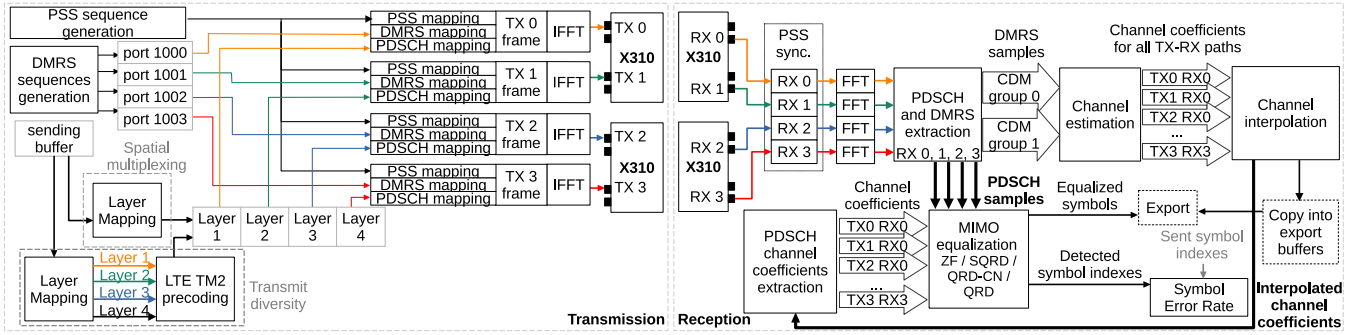 PSS sequence
generation
DMRS
sequences
generation
port 1000
port 1001
port 1002
port 1003
sending
buffer
Spatial
multiplexing
Layer
Mapping
Layer
1
Layer
2
Layer
3
Layer
4
Layer
Mapping
Layer 1
Layer 2
Layer 3
Layer 4
LTE TM2
precoding
Transmit
diversity
PSS mapping
DMRS mapping
PDSCH mapping
TX 0
frame
IFFT
PSS mapping
DMRS mapping
PDSCH mapping
TX 1
frame
IFFT
PSS mapping
DMRS mapping
PDSCH mapping
TX 2
frame
IFFT
PSS mapping
DMRS mapping
PDSCH mapping
TX 3
frame
IFFT
TX 0
X310
TX 1
TX 2
X310
TX 3
Transmission
RX 0
X310
RX 1
RX 2
X310
RX 3
PSS
sync.
RX 0
RX 1
RX 2
RX 3
FFT
FFT
FFT
FFT
PDSCH
and DMRS
extraction
RX 0, 1, 2, 3
DMRS
samples
CDM
group 0
CDM
group 1
Channel
estimation
Channel coefficients
for all TX-RX paths
TX0 RX0
TX1 RX0
TX2 RX0
...
TX3 RX3
Channel
interpolation
PDSCH
samples
Channel
coefficients
PDSCH
channel
coefficients
extraction
TX0 RX0
TX1 RX0
TX2 RX0
...
TX3 RX3
MIMO
equalization
ZF / SQRD /
QRD-CN /
QRD
Equalized
symbols
Export
Copy into
export
buffers
Sent symbol
indexes
Detected
symbol indexes
Symbol
Error Rate
Interpolated
channel
coefficients
Reception